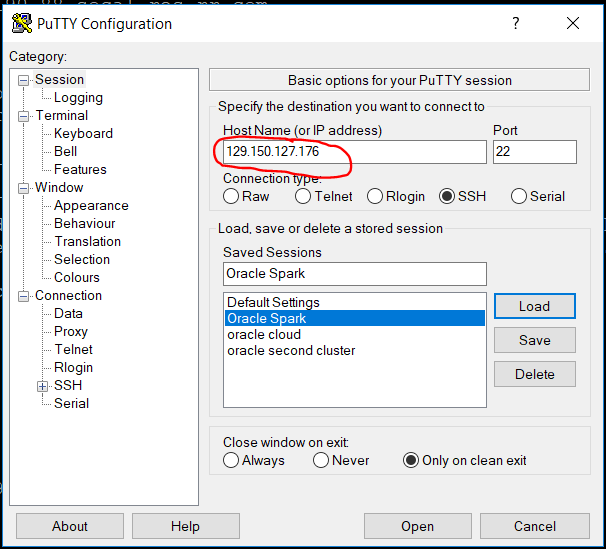 PuTTY Configuration ? ×
Category:
Session
Logging
Terminal
Keyboard
Bell
Features
Window
Appearance
Behaviour
Translation
Selection
Colours
Connection
Data
Proxy
Telnet
Rlogin
SSH
Serial
Basic options for your PuTTY session
Specify the destination you want to connect to
Host Name (or IP address) Port
129.150.127.176 22
Connection type:
Raw Telnet Rlogin SSH Serial
Load, save or delete a stored session
Saved Sessions
Oracle Spark
Default Settings
Oracle Spark
oracle cloud
oracle second cluster
Load
Save
Delete
Close window on exit:
Always Never Only on clean exit
About Help Open Cancel